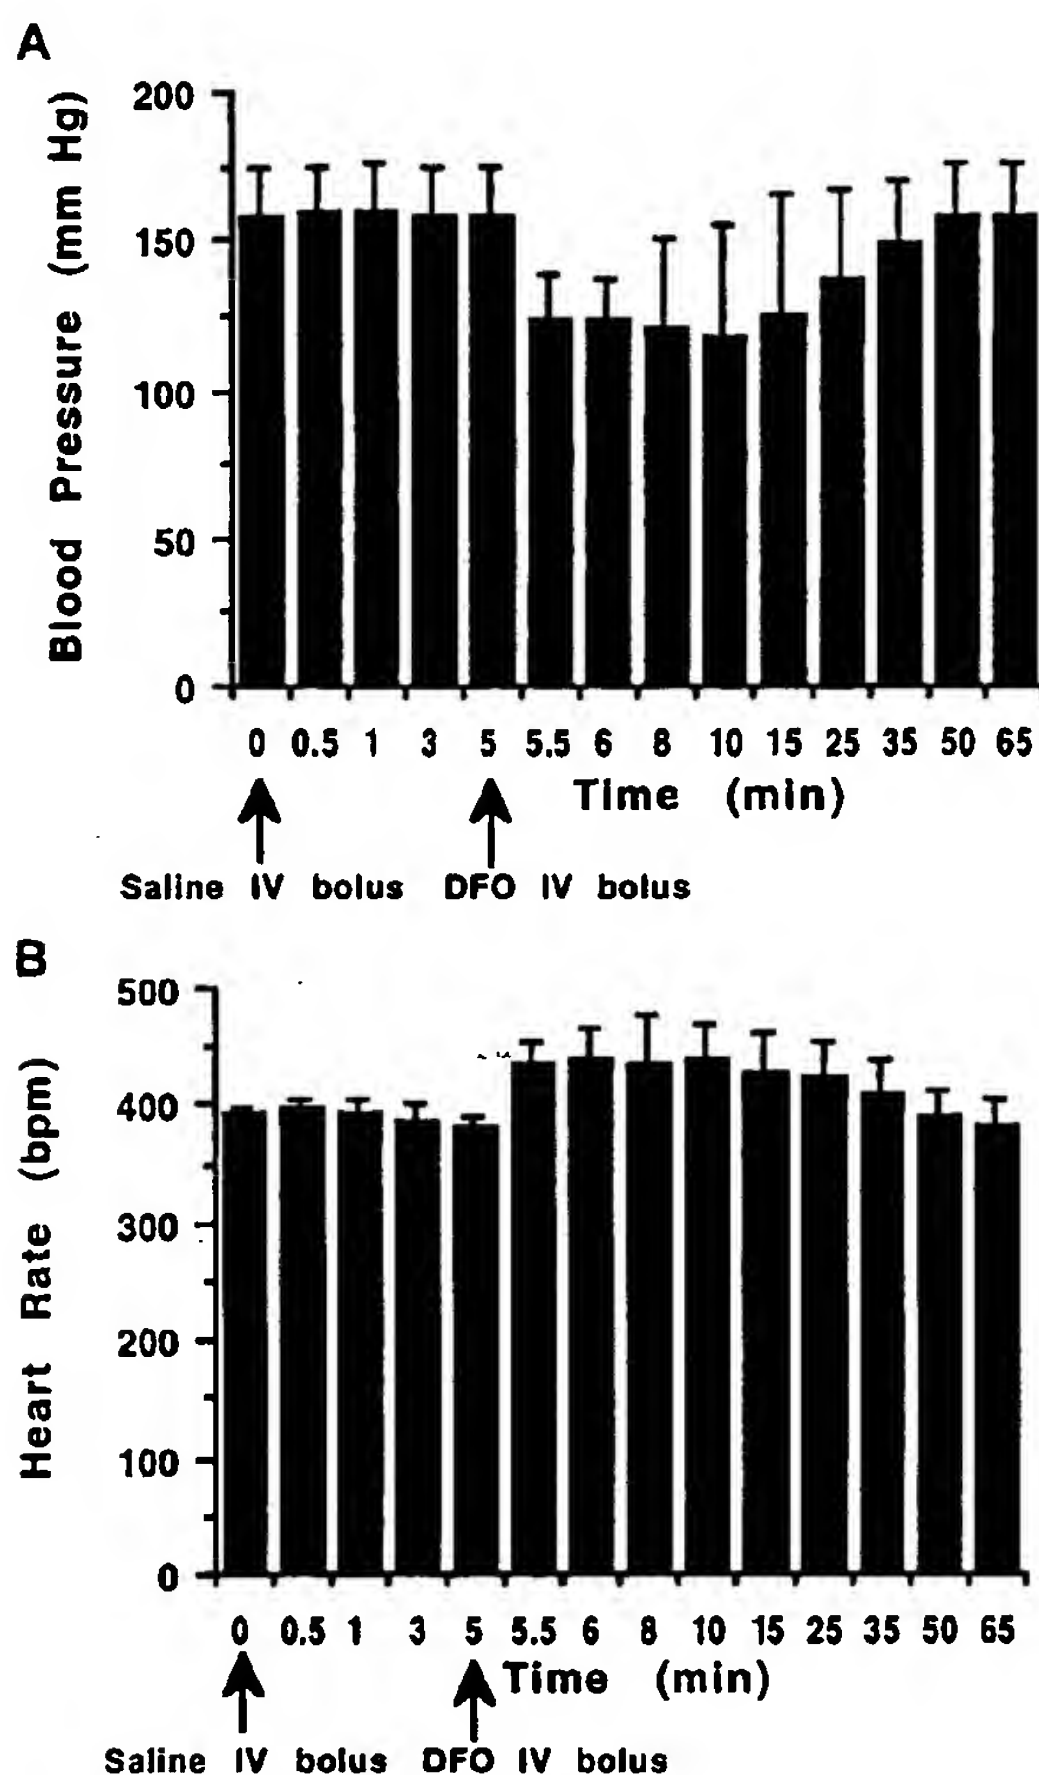 A
Blood Pressure (mm Hg)
200
150
100
50
0
0 0.5 1 3 5 5.5 6 8 10 15 25 35 50 65
Time (min)
Saline IV bolus DFO IV bolus
B
Heart Rate (bpm)
500
400
300
200
100
0
0 0.5 1 3 5 5.5 6 8 10 15 25 35 50 65
Time (min)
Saline IV bolus DFO IV bolus